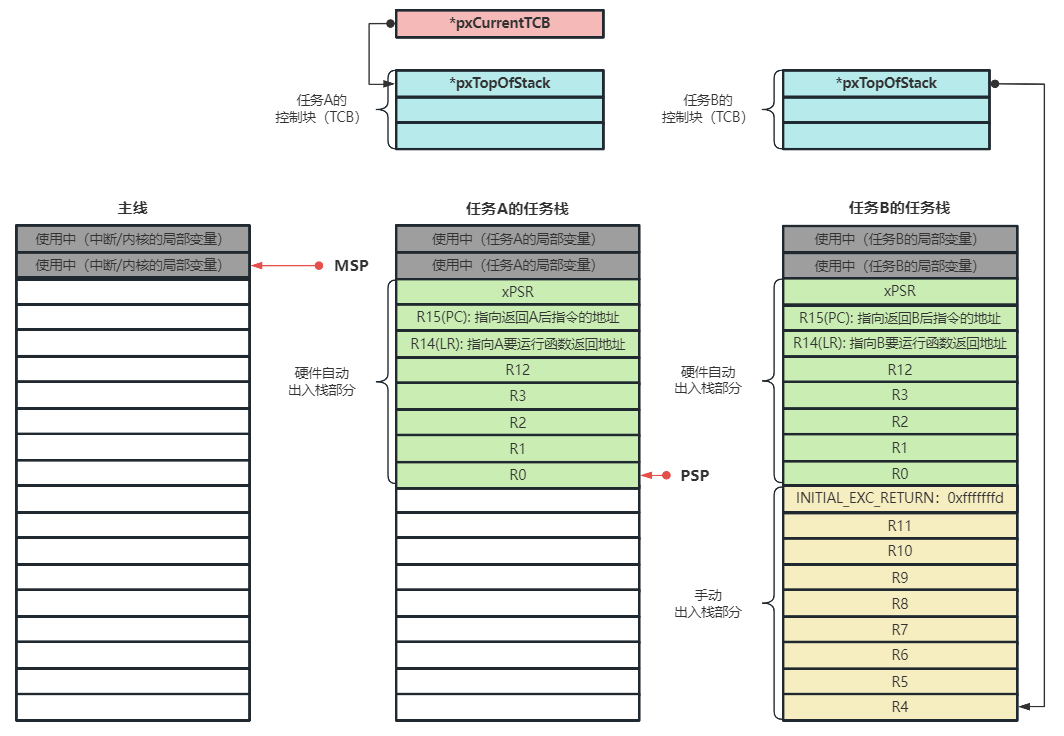 *pxCurrentTCB
*pxTopOfStack
任务A的
控制块（TCB）
*pxTopOfStack
任务B的
控制块（TCB）
主线
使用中（中断/内核的局部变量）
使用中（中断/内核的局部变量）
MSP
任务A的任务栈
使用中（任务A的局部变量）
使用中（任务A的局部变量）
xPSR
R15(PC): 指向返回A后指令的地址
R14(LR): 指向A要运行函数返回地址
R12
R3
R2
R1
R0
硬件自动
出入栈部分
PSP
任务B的任务栈
使用中（任务B的局部变量）
使用中（任务B的局部变量）
xPSR
R15(PC): 指向返回B后指令的地址
R14(LR): 指向B要运行函数返回地址
R12
R3
R2
R1
R0
硬件自动
出入栈部分
INITIAL_EXC_RETURN：0xfffffffd
R11
R10
R9
R8
R7
R6
R5
R4
手动
出入栈部分